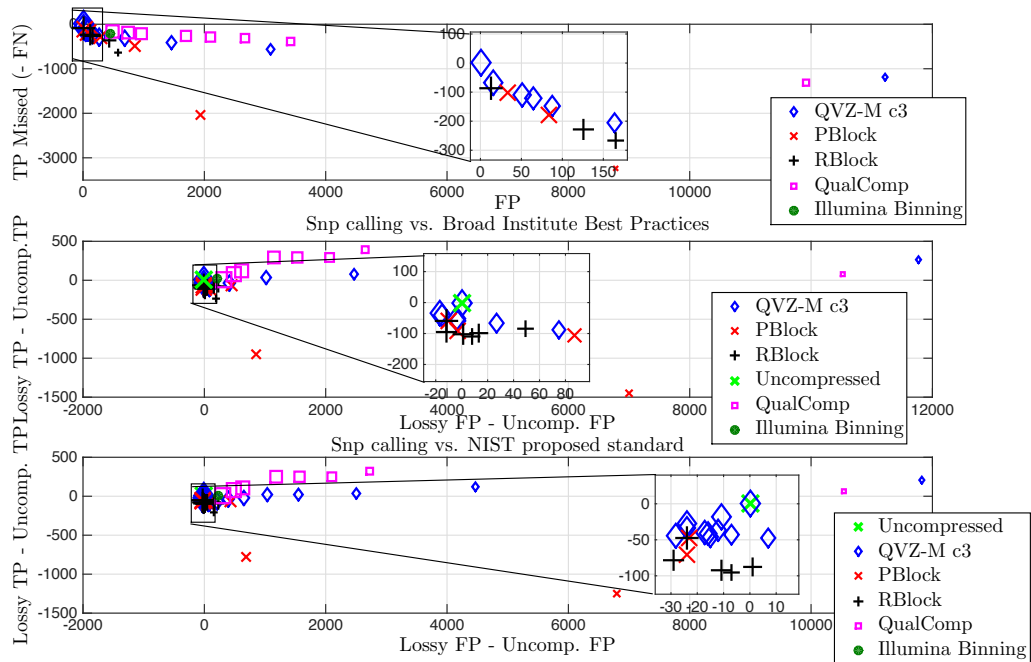 TP Missed (- FN)
0
-1000
-2000
-3000
0
2000
4000
6000
8000
10000
FP
100
0
-100
-200
-300
0
50
100
150
QVZ-M c3
PBlock
RBlock
QualComp
Illumina Binning
Snp calling vs. Broad Institute Best Practices
Lossy TP - Uncomp.TP
500
0
-500
-1000
-1500
-2000
0
2000
4000
6000
8000
10000
12000
Lossy FP - Uncomp. FP
100
0
-100
-200
-20
0
20
40
60
80
QVZ-M c3
PBlock
RBlock
Uncompressed
QualComp
Illumina Binning
Snp calling vs. NIST proposed standard
Lossy TP - Uncomp. TP
500
0
-500
-1000
-1500
-2000
0
2000
4000
6000
8000
10000
Lossy FP - Uncomp. FP
0
-50
-100
-30
-20
-10
0
10
Uncompressed
QVZ-M c3
PBlock
RBlock
QualComp
Illumina Binning